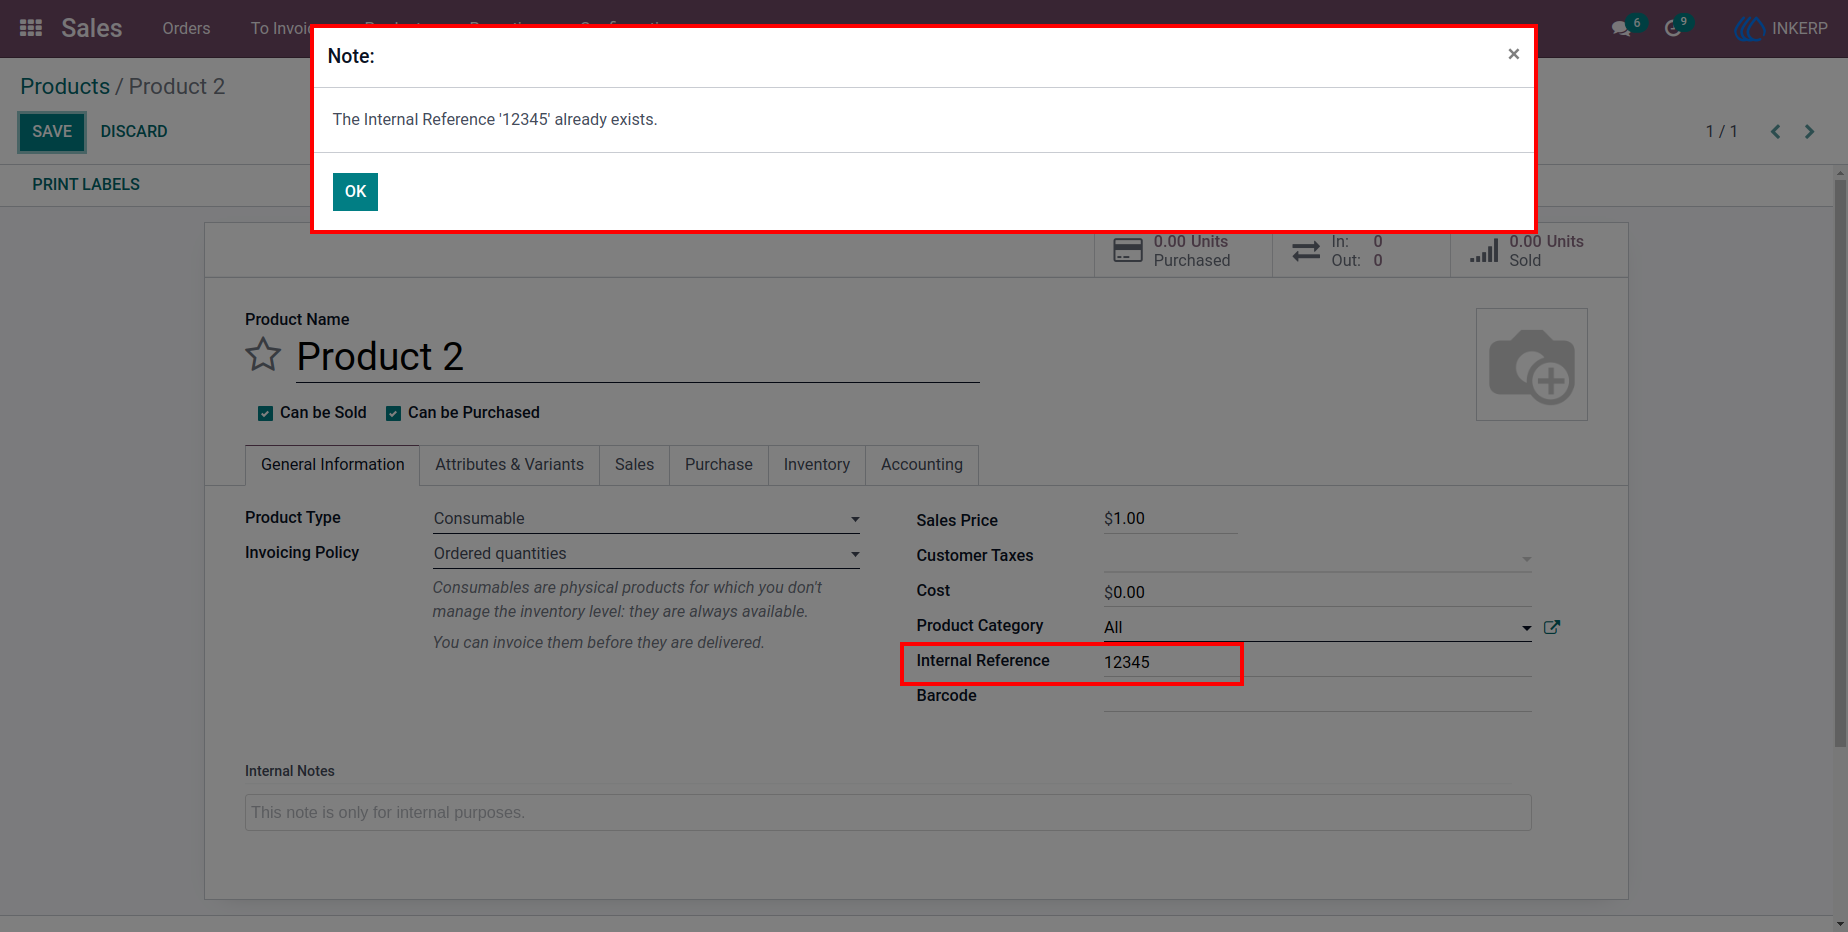 Sales Orders To Invoi 6 9 INKERP
Note: ×
Products / Product 2
The Internal Reference '12345' already exists.
SAVE DISCARD 1 / 1
PRINT LABELS
OK
0.00 Units In: 0 0.00 Units
Purchased Out: 0 Sold
Product Name
Product 2
Can be Sold Can be Purchased
General Information Attributes & Variants Sales Purchase Inventory Accounting
Product Type Consumable Sales Price $1.00
Invoicing Policy Ordered quantities Customer Taxes
Consumables are physical products for which you don't
manage the inventory level: they are always available.
You can invoice them before they are delivered.
Cost $0.00
Product Category All
Internal Reference 12345
Barcode
Internal Notes
This note is only for internal purposes.